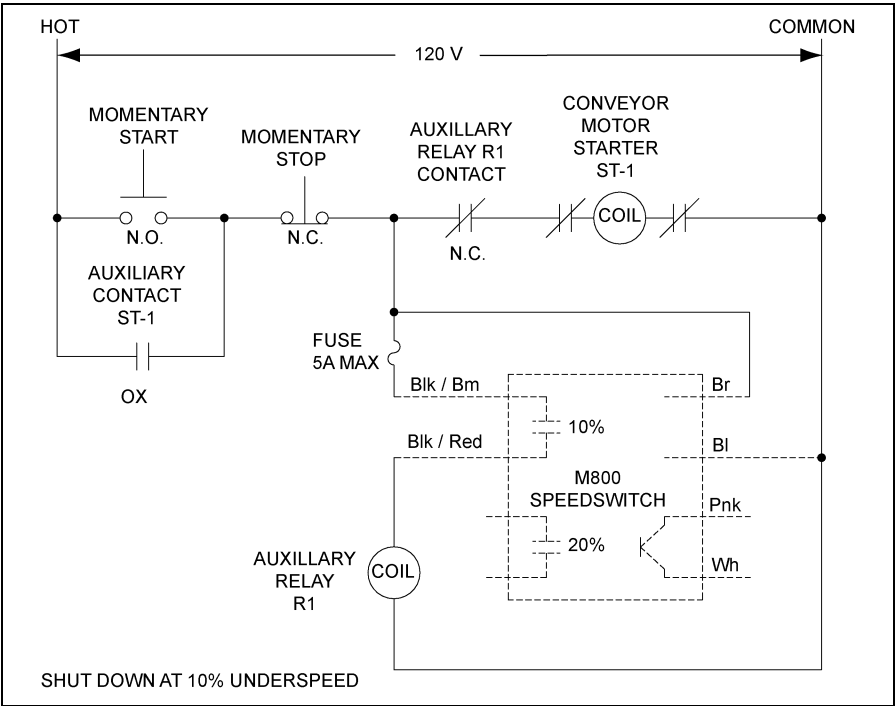 HOT
COMMON
120 V
MOMENTARY
START
N.O.
MOMENTARY
STOP
N.C.
AUXILLARY
RELAY R1
CONTACT
N.C.
CONVEYOR
MOTOR
STARTER
ST-1
COIL
AUXILIARY
CONTACT
ST-1
OX
FUSE
5A MAX
Blk / Bm
Br
10%
Blk / Red
Bl
M800
SPEEDSWITCH
Pnk
20%
Wh
AUXILLARY
RELAY
R1
COIL
SHUT DOWN AT 10% UNDERSPEED